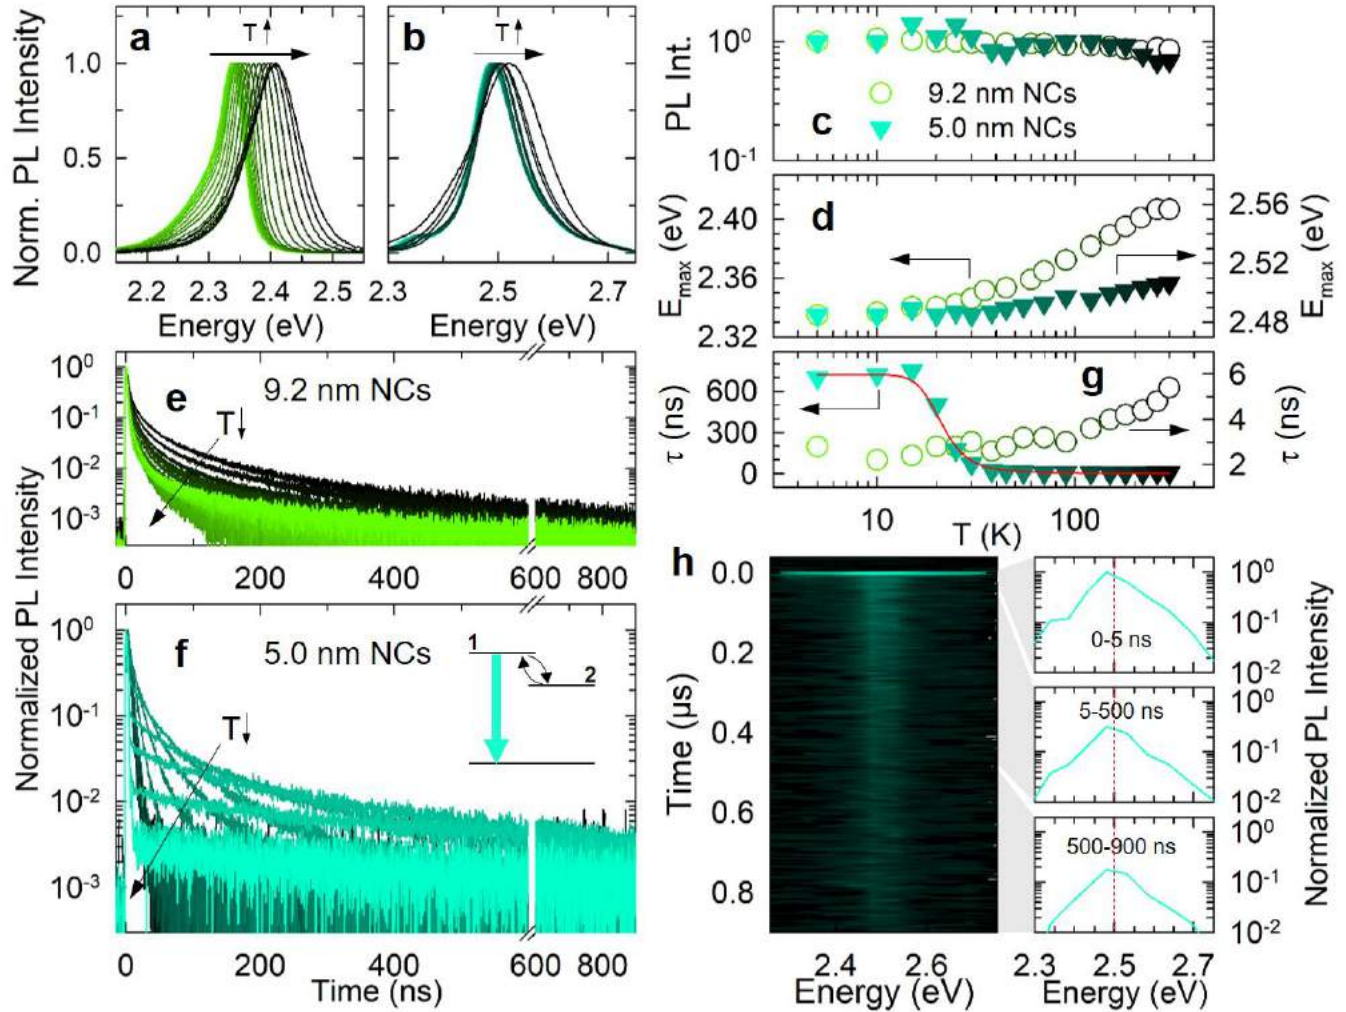 a
T
Norm. PL Intensity
1.0
0.5
0.0
2.2 2.3 2.4 2.5
Energy (eV)
b
T
2.3 2.5 2.7
Energy (eV)
PL Int.
10⁰
10⁻¹
c
9.2 nm NCs
5.0 nm NCs
d
E_max (eV)
2.40
2.36
2.32
2.56
2.52
2.48
E_max (eV)
g
τ (ns)
600
300
0
6
4
2
τ (ns)
10 100
T (K)
e
9.2 nm NCs
T
10⁰
10⁻¹
10⁻²
10⁻³
0 200 400 600 800
Normalized PL Intensity
f
5.0 nm NCs
1
2
T
10⁰
10⁻¹
10⁻²
10⁻³
0 200 400 600 800
Time (ns)
h
Time (µs)
0.0
0.2
0.4
0.6
0.8
2.4 2.6
Energy (eV)
0-5 ns
10⁰
10⁻¹
10⁻²
5-500 ns
10⁰
10⁻¹
10⁻²
500-900 ns
10⁰
10⁻¹
10⁻²
Normalized PL Intensity
2.3 2.5 2.7
Energy (eV)